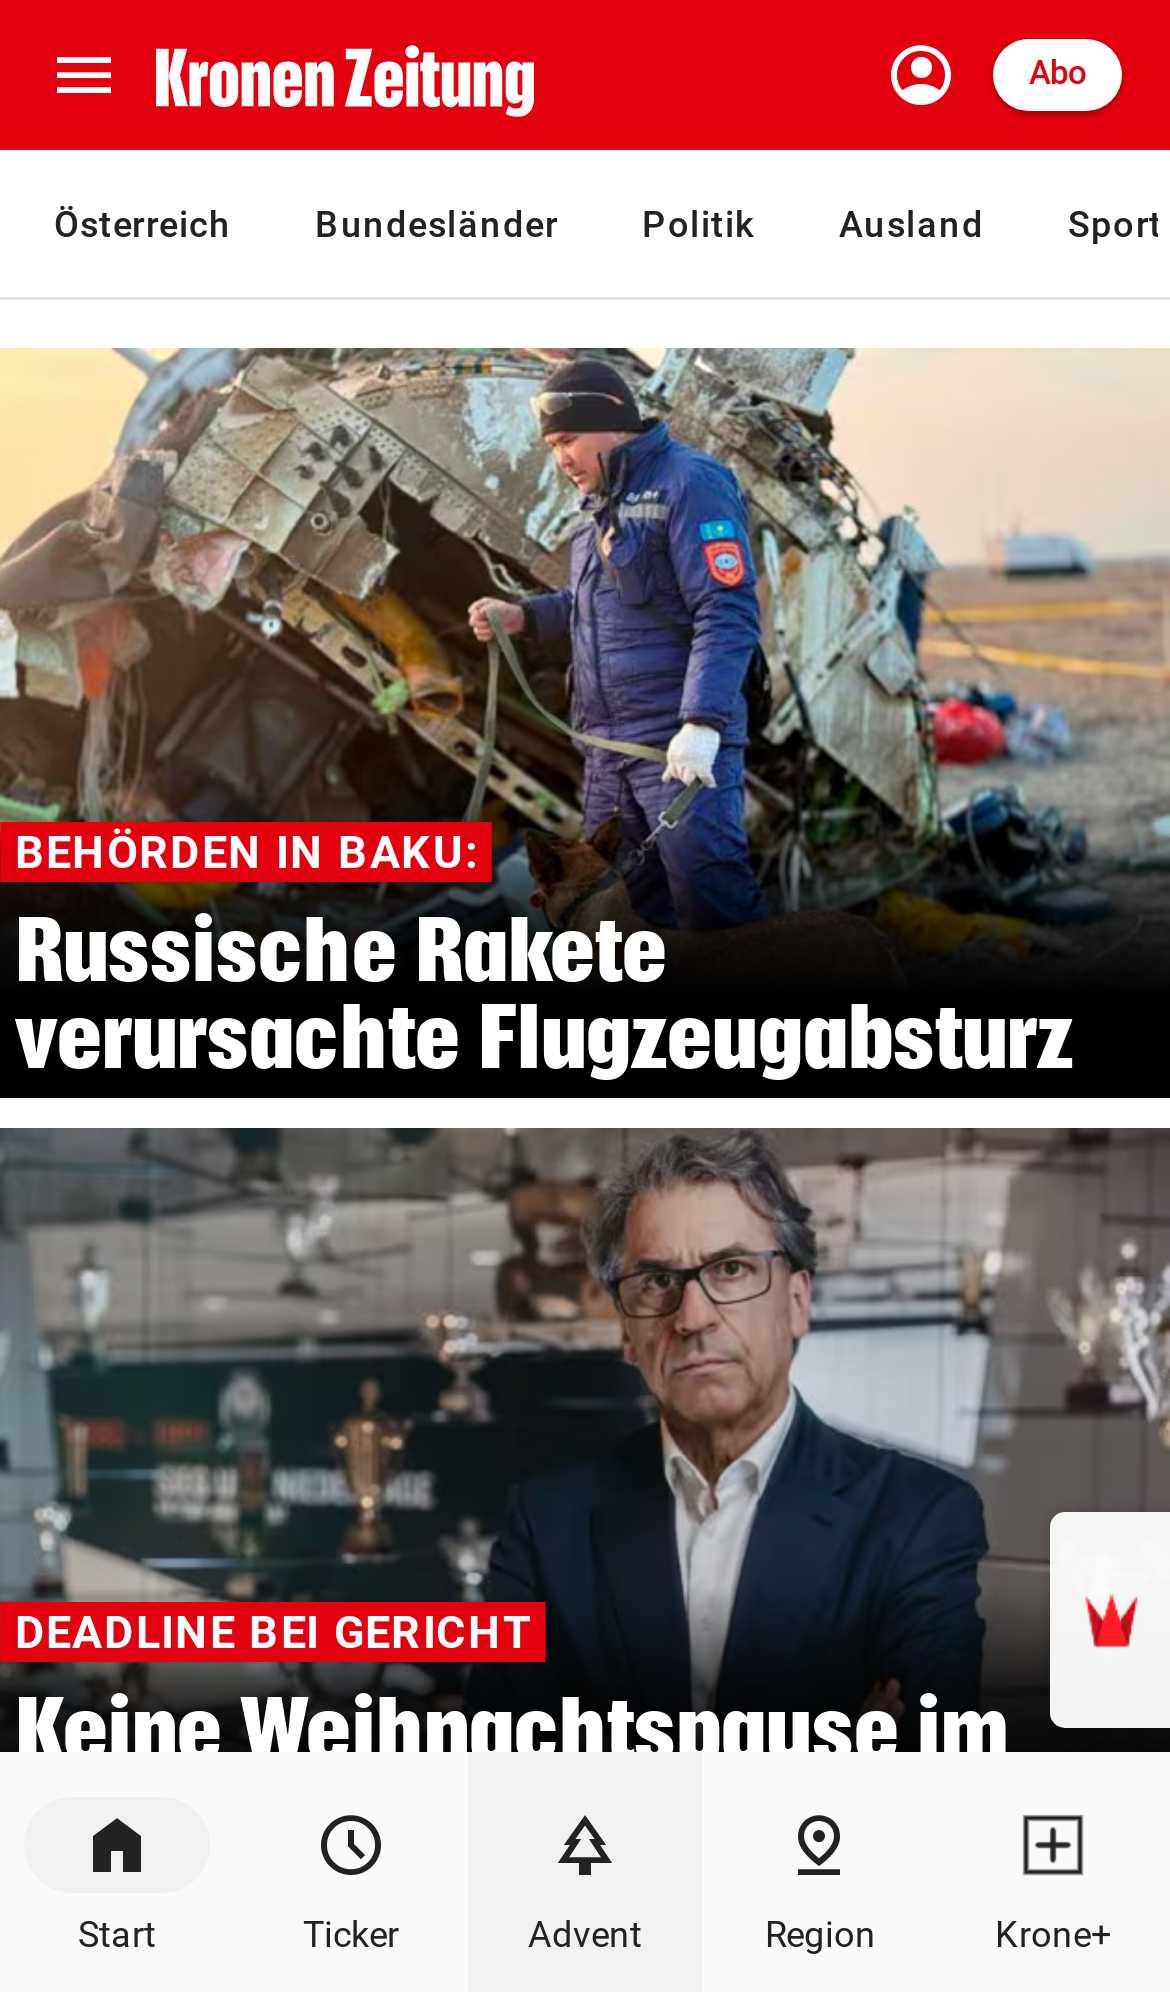 Kronen Zeitung
Abo
Österreich Bundesländer Politik Ausland Sport
BEHÖRDEN IN BAKU:
Russische Rakete
verursachte Flugzeugabsturz
DEADLINE BEI GERICHT
Keine Weihnachtspause im
Start Ticker Advent Region Krone+